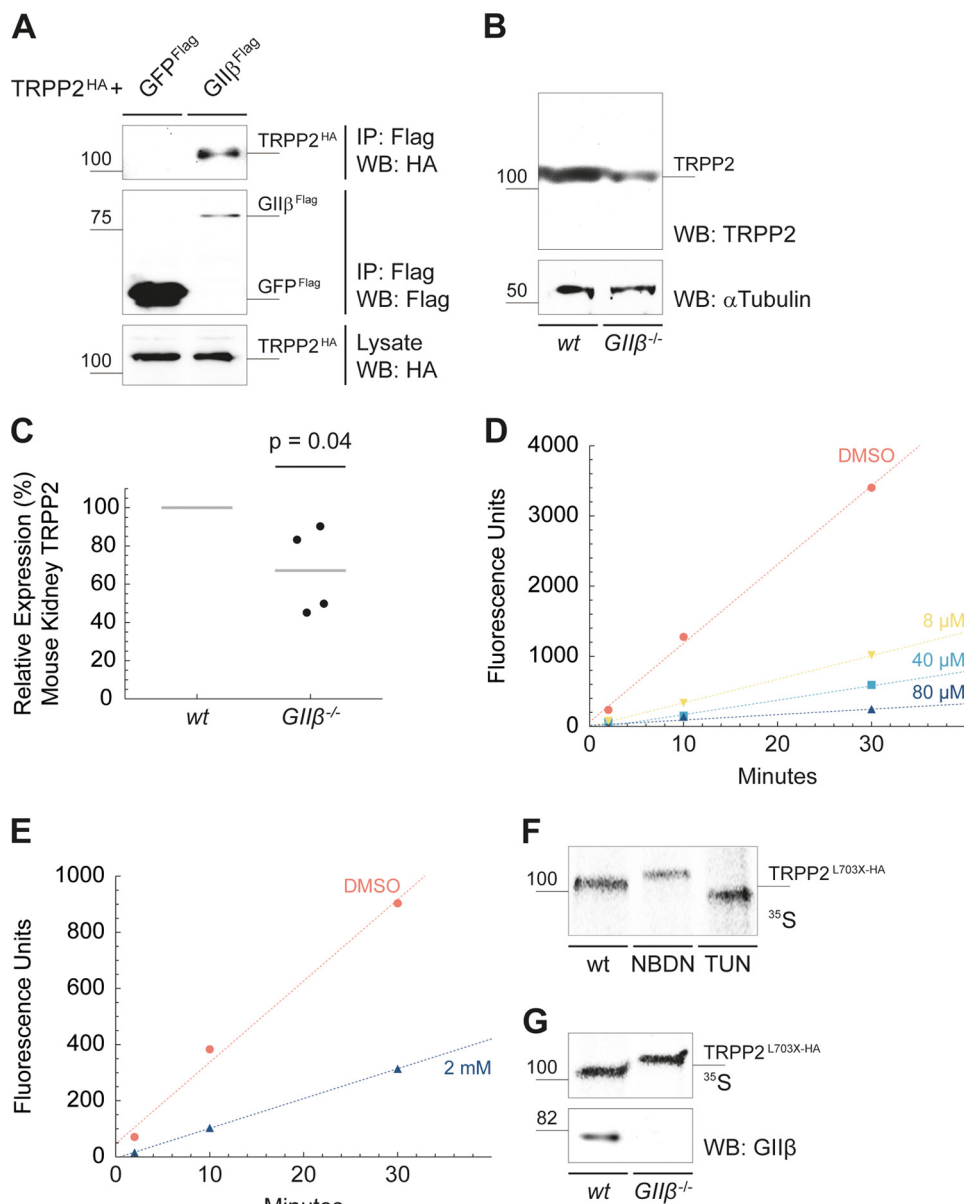 A
TRPP2HA+ GFPFlag GIIβFlag
TRPP2HA
100
IP: Flag
WB: HA
GIIβFlag
75
GFPFlag
IP: Flag
WB: Flag
TRPP2HA
100
Lysate
WB: HA
B
100
TRPP2
WB: TRPP2
50
WB: αTubulin
wt GIIβ-/-
C
p = 0.04
Relative Expression (%)
Mouse Kidney TRPP2
100
80
60
40
20
0
wt GIIβ-/-
D
Fluorescence Units
4000
3000
2000
1000
0
DMSO
8 µM
40 µM
80 µM
0 10 20 30
Minutes
E
Fluorescence Units
1000
800
600
400
200
0
DMSO
2 mM
0 10 20 30
Minutes
F
100
TRPP2L703X-HA
35S
wt NBDN TUN
G
100
TRPP2L703X-HA
35S
82
WB: GIIβ
wt GIIβ-/-